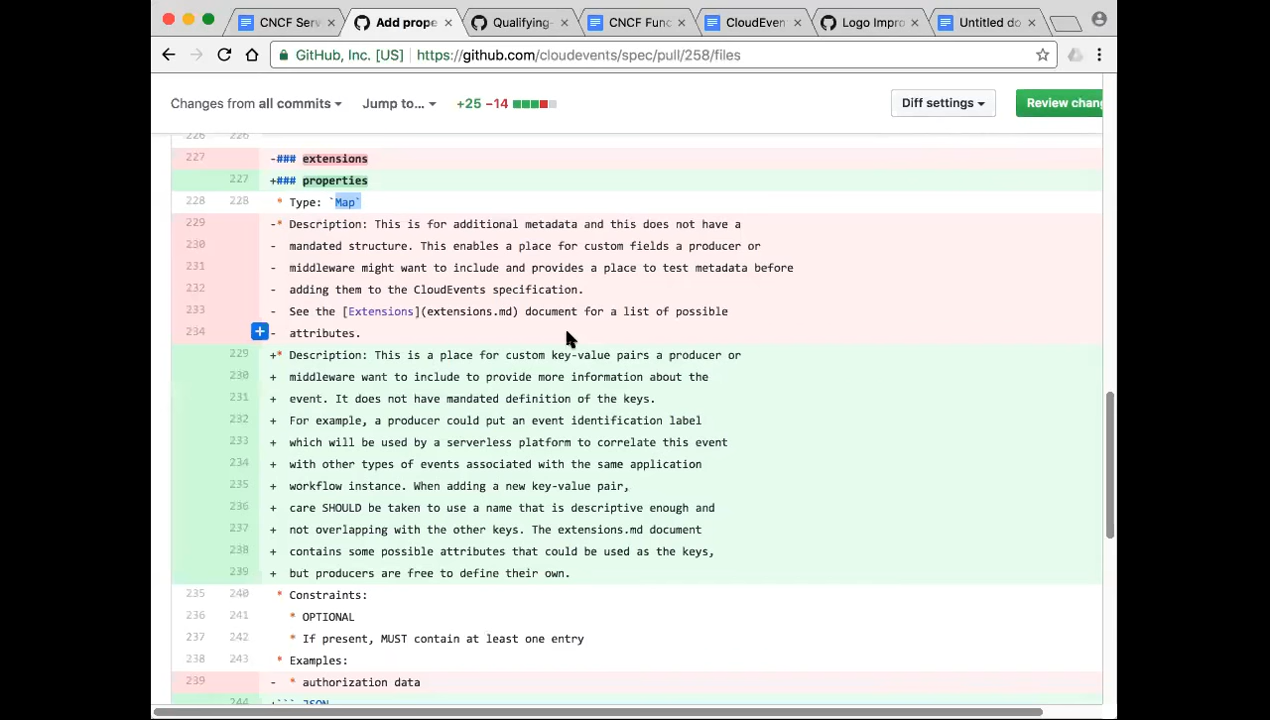 CNCF Serv
Add prope
Qualifying-
CNCF Func
CloudEven
Logo Impro
Untitled do
GitHub, Inc. [US] https://github.com/cloudevents/spec/pull/258/files
Changes from all commits Jump to... +25 −14 Diff settings Review chang
226 226
227 -### extensions
227 +### properties
228 228 * Type: `Map`
229 -* Description: This is for additional metadata and this does not have a
230 - mandated structure. This enables a place for custom fields a producer or
231 - middleware might want to include and provides a place to test metadata before
232 - adding them to the CloudEvents specification.
233 - See the [Extensions](extensions.md) document for a list of possible
234 + - attributes.
229 +* Description: This is a place for custom key-value pairs a producer or
230 + middleware want to include to provide more information about the
231 + event. It does not have mandated definition of the keys.
232 + For example, a producer could put an event identification label
233 + which will be used by a serverless platform to correlate this event
234 + with other types of events associated with the same application
235 + workflow instance. When adding a new key-value pair,
236 + care SHOULD be taken to use a name that is descriptive enough and
237 + not overlapping with the other keys. The extensions.md document
238 + contains some possible attributes that could be used as the keys,
239 + but producers are free to define their own.
235 240 * Constraints:
236 241 * OPTIONAL
237 242 * If present, MUST contain at least one entry
238 243 * Examples:
239 - * authorization data
244 +``` JSON